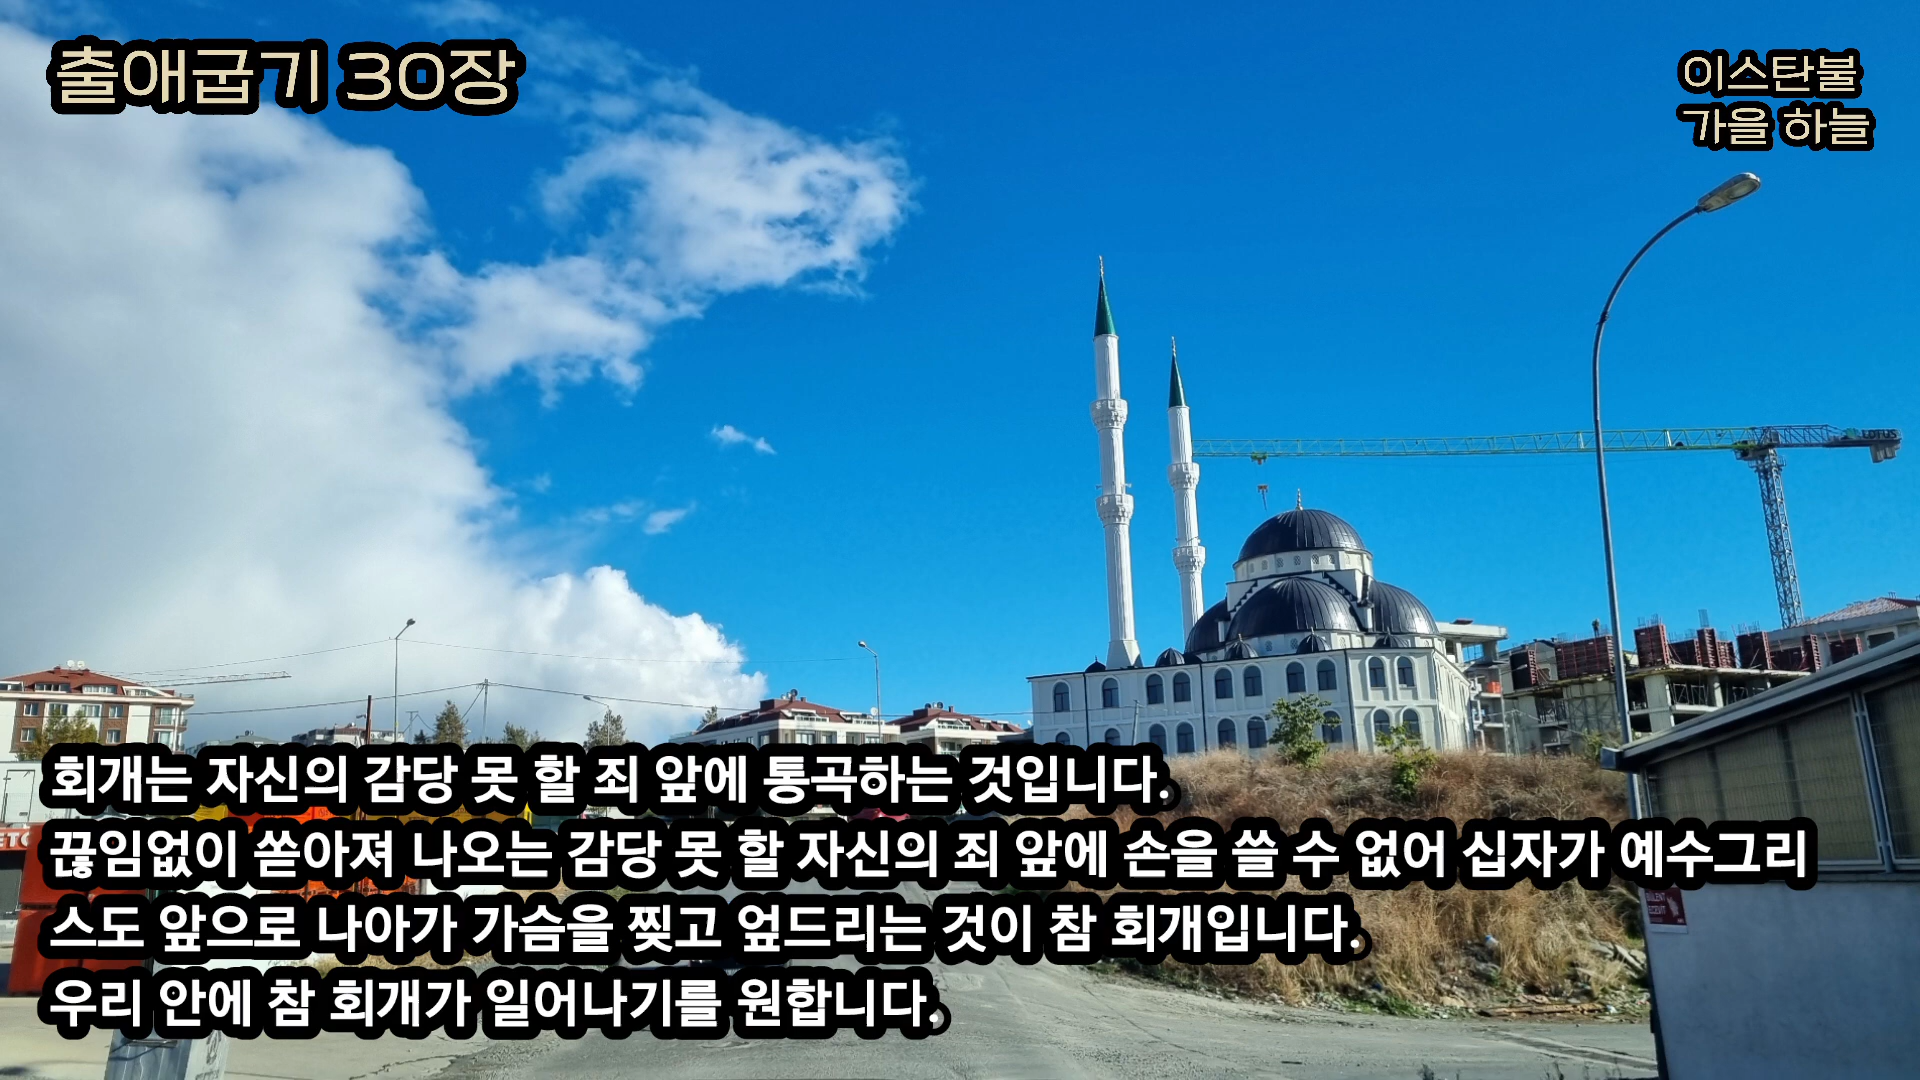 출애굽기 30장
이스탄불
가을 하늘
LOTUS
회개는 자신의 감당 못 할 죄 앞에 통곡하는 것입니다.
끊임없이 쏟아져 나오는 감당 못 할 자신의 죄 앞에 손을 쓸 수 없어 십자가 예수그리
스도 앞으로 나아가 가슴을 찢고 엎드리는 것이 참 회개입니다.
우리 안에 참 회개가 일어나기를 원합니다.